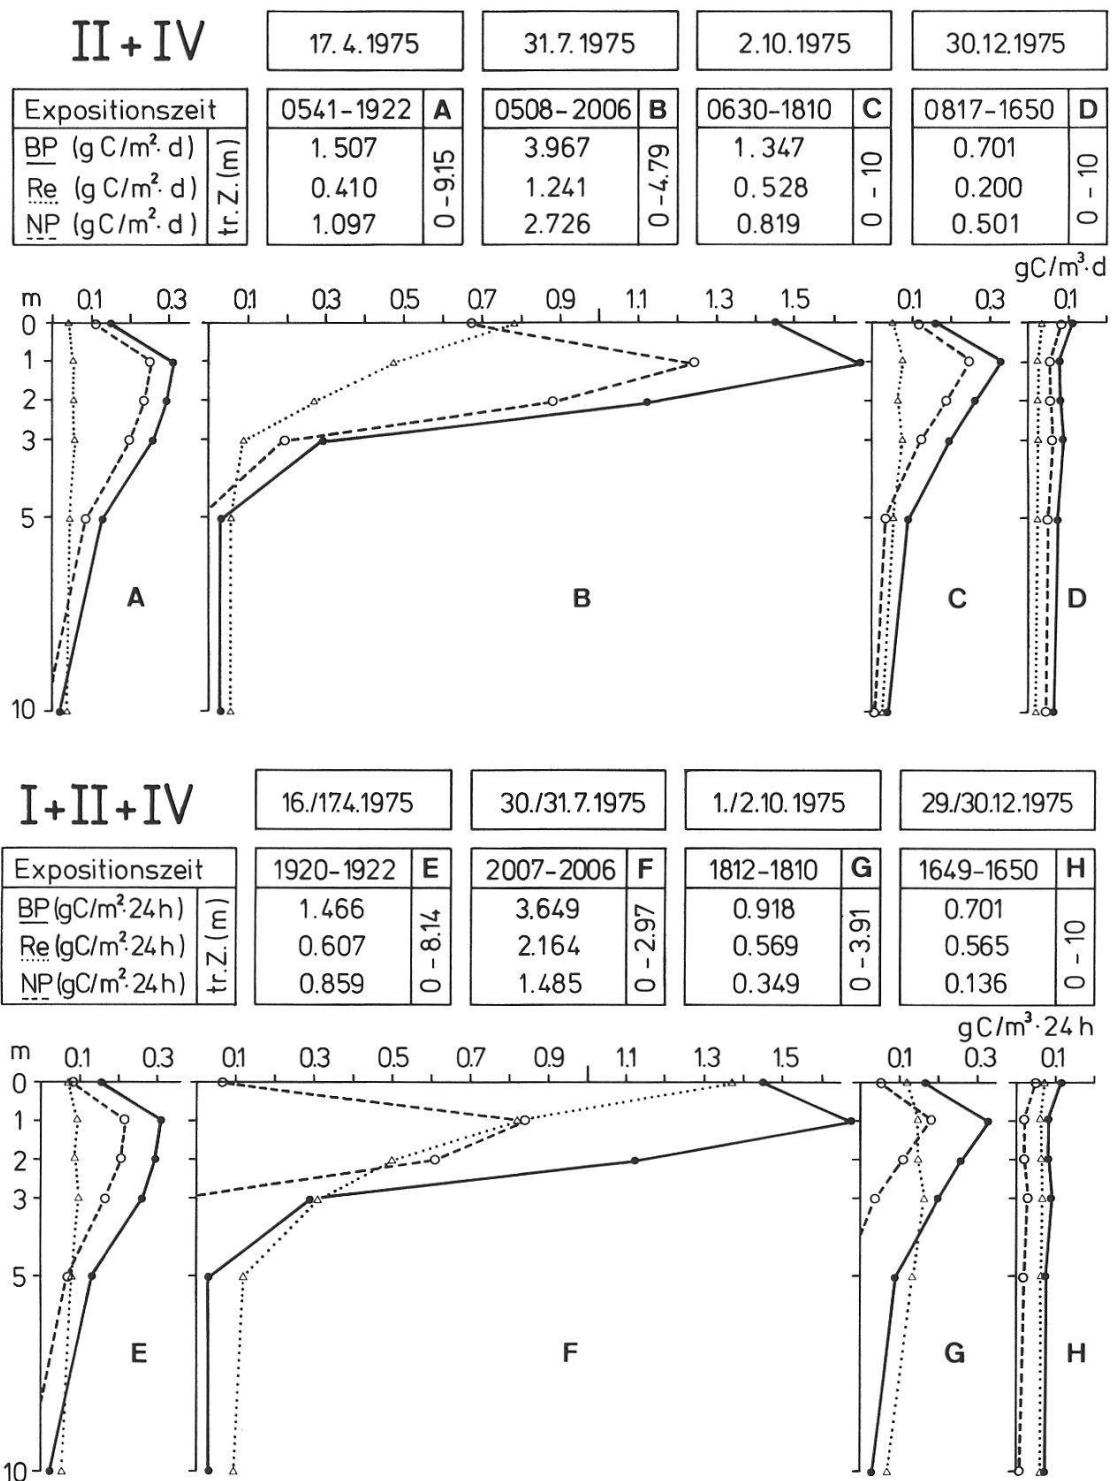 II + IV
17.4.1975 31.7.1975 2.10.1975 30.12.1975
Expositionszeit 0541-1922 A 0508-2006 B 0630-1810 C 0817-1650 D
BP (g C/m²·d) 1.507 3.967 1.347 0.701
Re (g C/m²·d) 0.410 1.241 0.528 0.200
NP (g C/m²·d) 1.097 2.726 0.819 0.501
tr. Z. (m) 0-9.15 0-4.79 0-10 0-10
gC/m³·d
m 0.1 0.3 0.1 0.3 0.5 0.7 0.9 1.1 1.3 1.5 0.1 0.3 0.1
0
1
2
3
5
A B C D
10
I+II+IV
16./17.4.1975 30./31.7.1975 1./2.10.1975 29./30.12.1975
Expositionszeit 1920-1922 E 2007-2006 F 1812-1810 G 1649-1650 H
BP (gC/m²·24h) 1.466 3.649 0.918 0.701
Re (gC/m²·24h) 0.607 2.164 0.569 0.565
NP (gC/m²·24h) 0.859 1.485 0.349 0.136
tr. Z. (m) 0-8.14 0-2.97 0-3.91 0-10
gC/m³·24h
m 0.1 0.3 0.1 0.3 0.5 0.7 0.9 1.1 1.3 1.5 0.1 0.3 0.1
0
1
2
3
5
E F G H
10